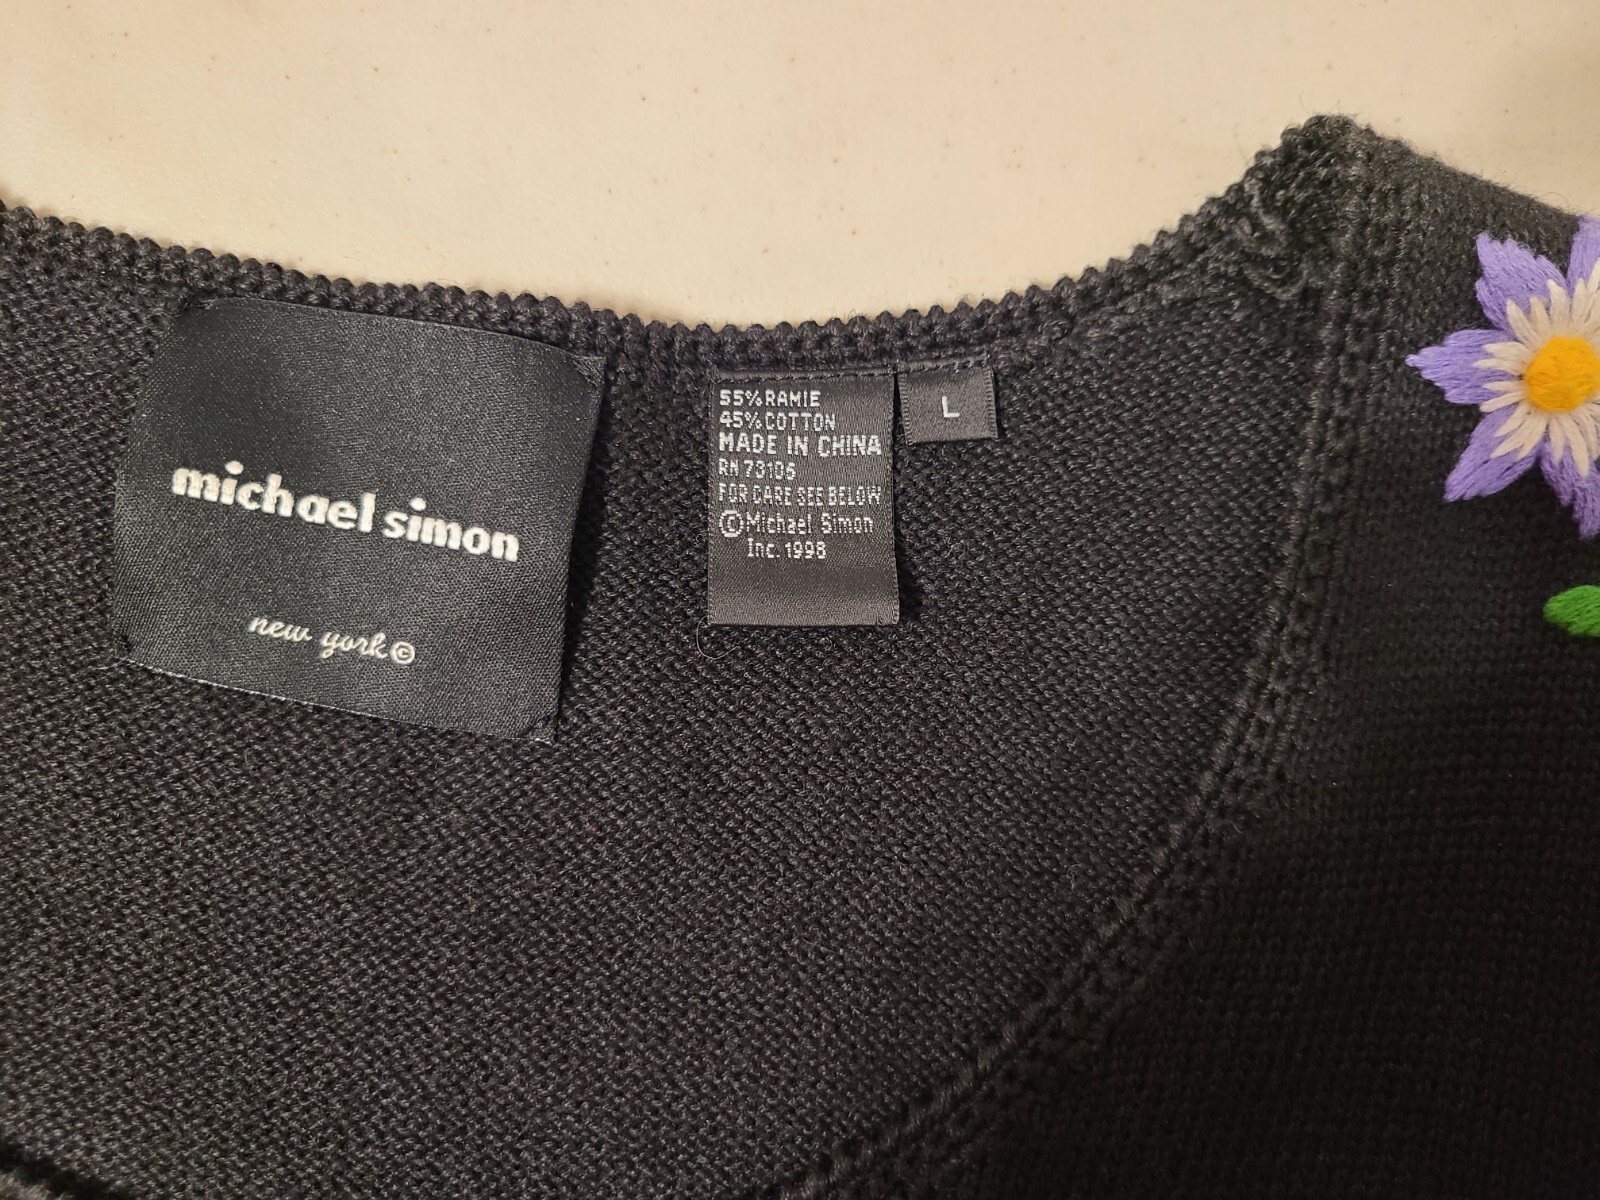 michael simon
new york©
55% RAMIE
45% COTTON
MADE IN CHINA
RN 73106
FOR CARE SEE BELOW
©Michael Simon
Inc. 1998
L